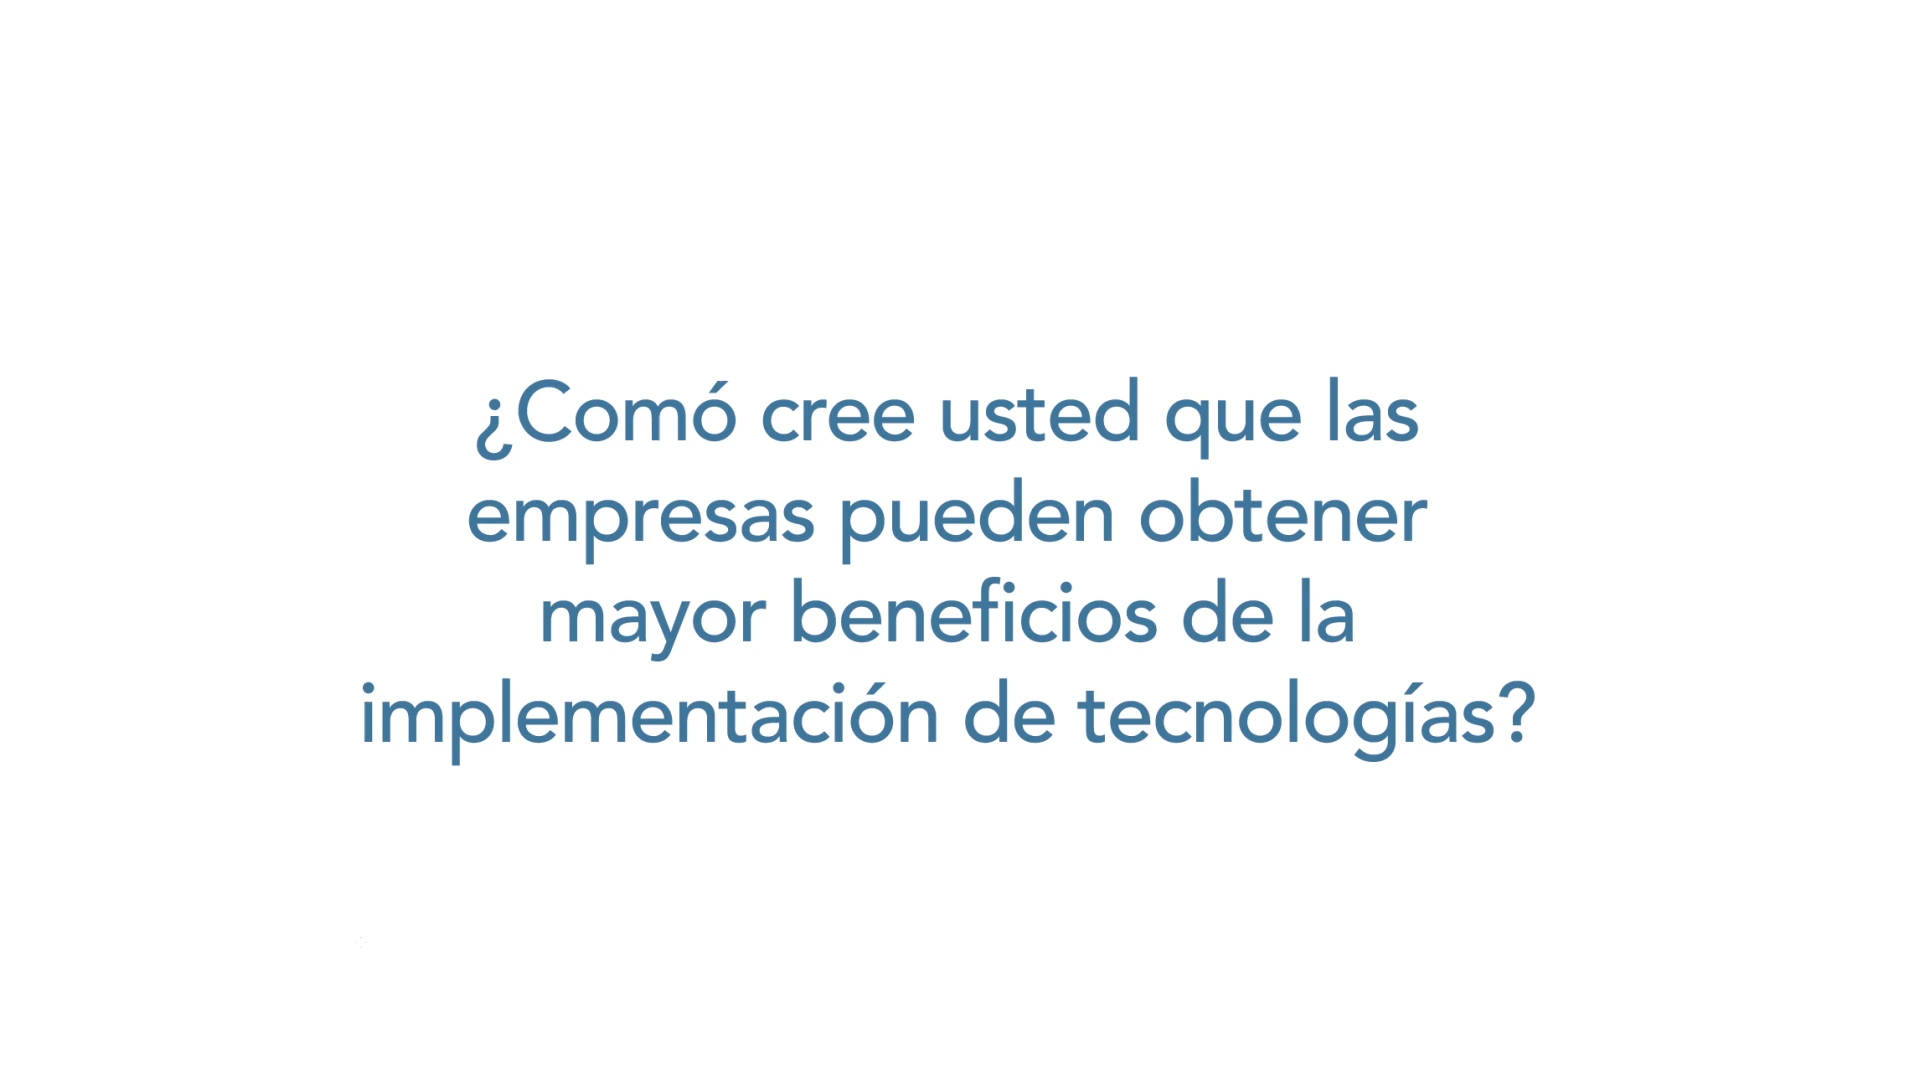 ¿Comó cree usted que las
empresas pueden obtener
mayor beneficios de la
implementación de tecnologías?